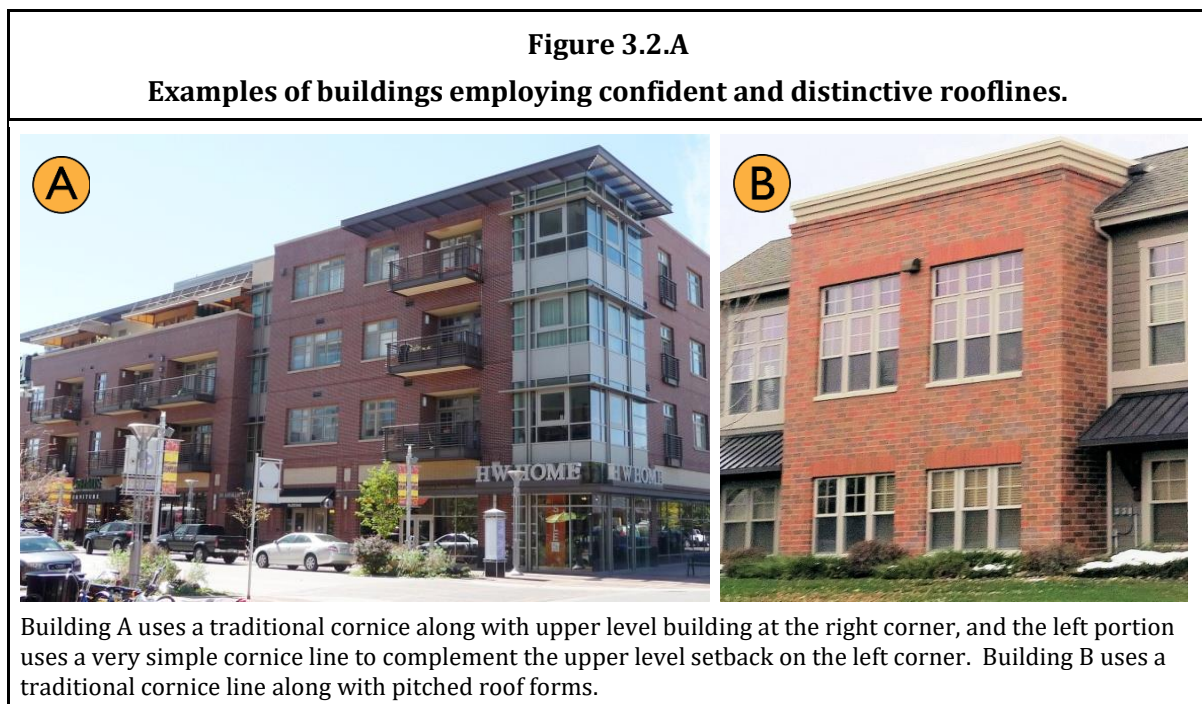 Figure 3.2.A
Examples of buildings employing confident and distinctive rooflines.
A
B
HW HOME
HW HOME
SALE
Building A uses a traditional cornice along with upper level building at the right corner, and the left portion
uses a very simple cornice line to complement the upper level setback on the left corner.  Building B uses a
traditional cornice line along with pitched roof forms.